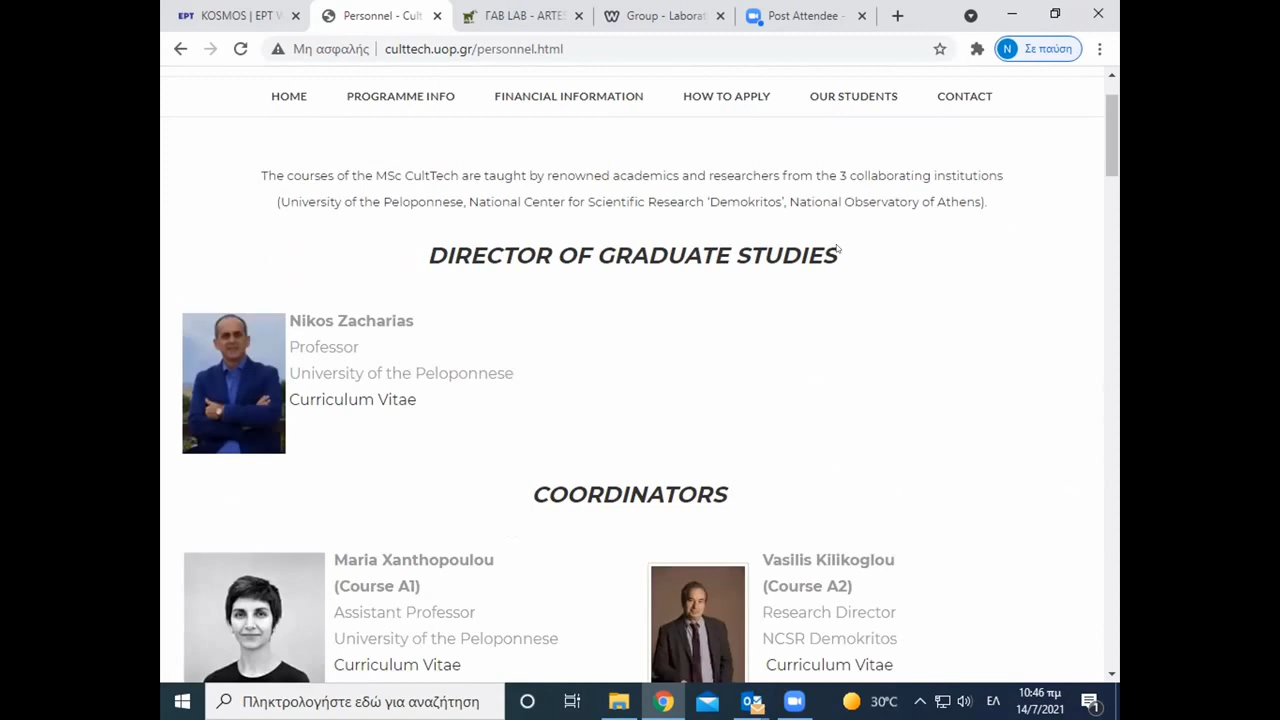 ΕΡΤ KOSMOS | EPT W
Personnel - Cult
ΓΑΒ LAB - ARTES
Group - Laborat
Post Attendee -
Μη ασφαλής
culttech.uop.gr/personnel.html
N Σε παύση
HOME PROGRAMME INFO FINANCIAL INFORMATION HOW TO APPLY OUR STUDENTS CONTACT
The courses of the MSc CultTech are taught by renowned academics and researchers from the 3 collaborating institutions
(University of the Peloponnese, National Center for Scientific Research ‘Demokritos’, National Observatory of Athens).
DIRECTOR OF GRADUATE STUDIES
Nikos Zacharias
Professor
University of the Peloponnese
Curriculum Vitae
COORDINATORS
Maria Xanthopoulou
(Course A1)
Assistant Professor
University of the Peloponnese
Curriculum Vitae
Vasilis Kilikoglou
(Course A2)
Research Director
NCSR Demokritos
Curriculum Vitae
Πληκτρολογήστε εδώ για αναζήτηση
30°C
ΕΛ
10:46 πμ
14/7/2021
1